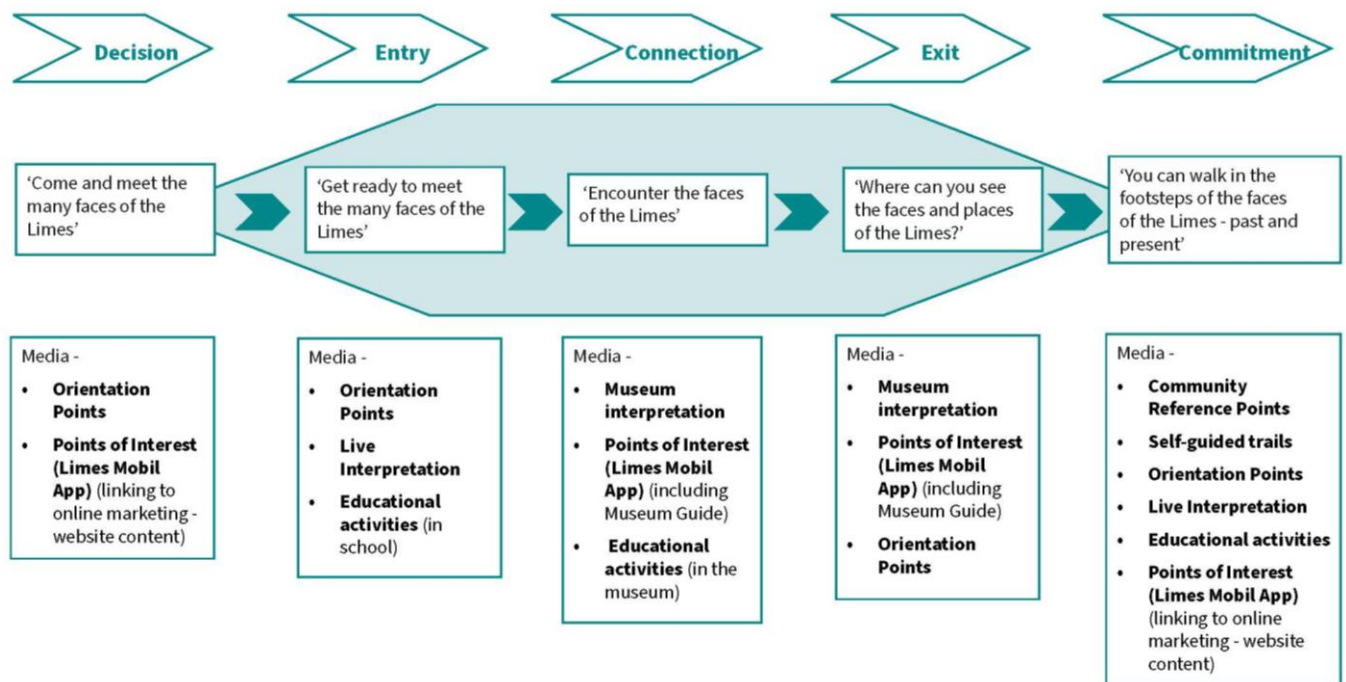 Decision
Entry
Connection
Exit
Commitment
‘Come and meet the
many faces of the
Limes’
‘Get ready to meet
the many faces of the
Limes’
‘Encounter the faces
of the Limes’
‘Where can you see
the faces and places
of the Limes?’
‘You can walk in the
footsteps of the faces
of the Limes - past and
present’
Media -
• Orientation
Points
• Points of Interest
(Limes Mobil
App) (linking to
online marketing -
website content)
Media -
• Orientation
Points
• Live
Interpretation
• Educational
activities (in
school)
Media -
• Museum
interpretation
• Points of Interest
(Limes Mobil
App) (including
Museum Guide)
• Educational
activities (in the
museum)
Media -
• Museum
interpretation
• Points of Interest
(Limes Mobil
App) (including
Museum Guide)
• Orientation
Points
Media -
• Community
Reference Points
• Self-guided trails
• Orientation Points
• Live Interpretation
• Educational activities
• Points of Interest
(Limes Mobil App)
(linking to online
marketing - website
content)